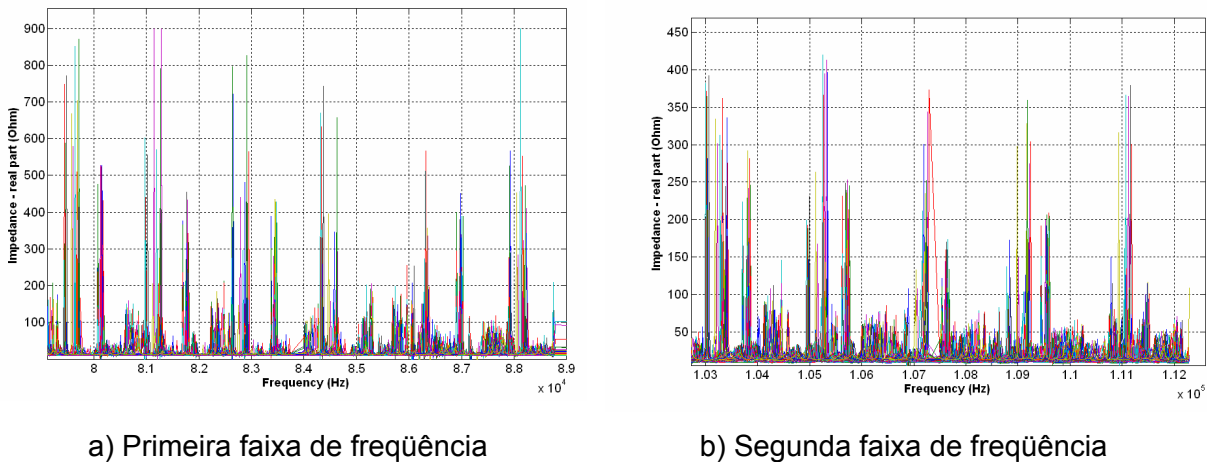 900
800
700
600
500
400
300
200
100
Impedance - real part (Ohm)
8 8.1 8.2 8.3 8.4 8.5 8.6 8.7 8.8 8.9
Frequency (Hz)
x 10^4
a) Primeira faixa de freqüência
450
400
350
300
250
200
150
100
50
Impedance - real part (Ohm)
1.03 1.04 1.05 1.06 1.07 1.08 1.09 1.1 1.11 1.12
Frequency (Hz)
x 10^5
b) Segunda faixa de freqüência